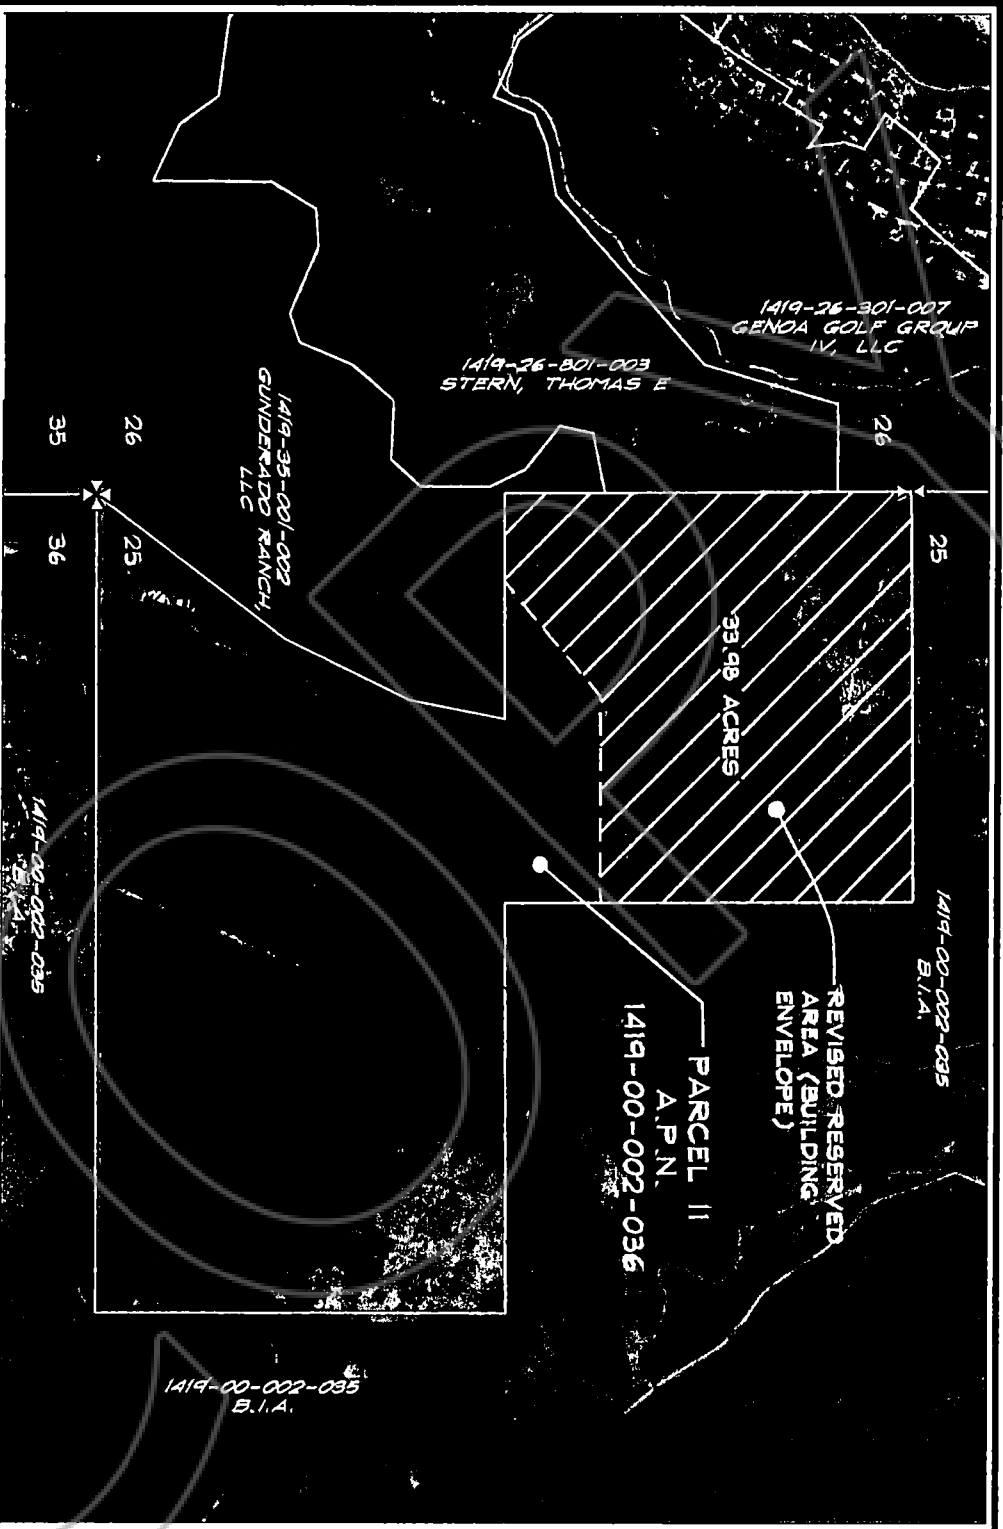 1419-26-301-007
GENOA GOLF GROUP
IV, LLC
1419-26-801-003
STERN, THOMAS E
1419-35-001-002
GUNDERADO RANCH,
LLC
26
25
26
35
25
36
33.98 ACRES
1419-00-002-035
B.I.A.
REVISED RESERVED
AREA (BUILDING
ENVELOPE)
PARCEL 11
A.P.N.
1419-00-002-036
1419-00-002-035
B.I.A.
1419-00-002-035
B.I.A.